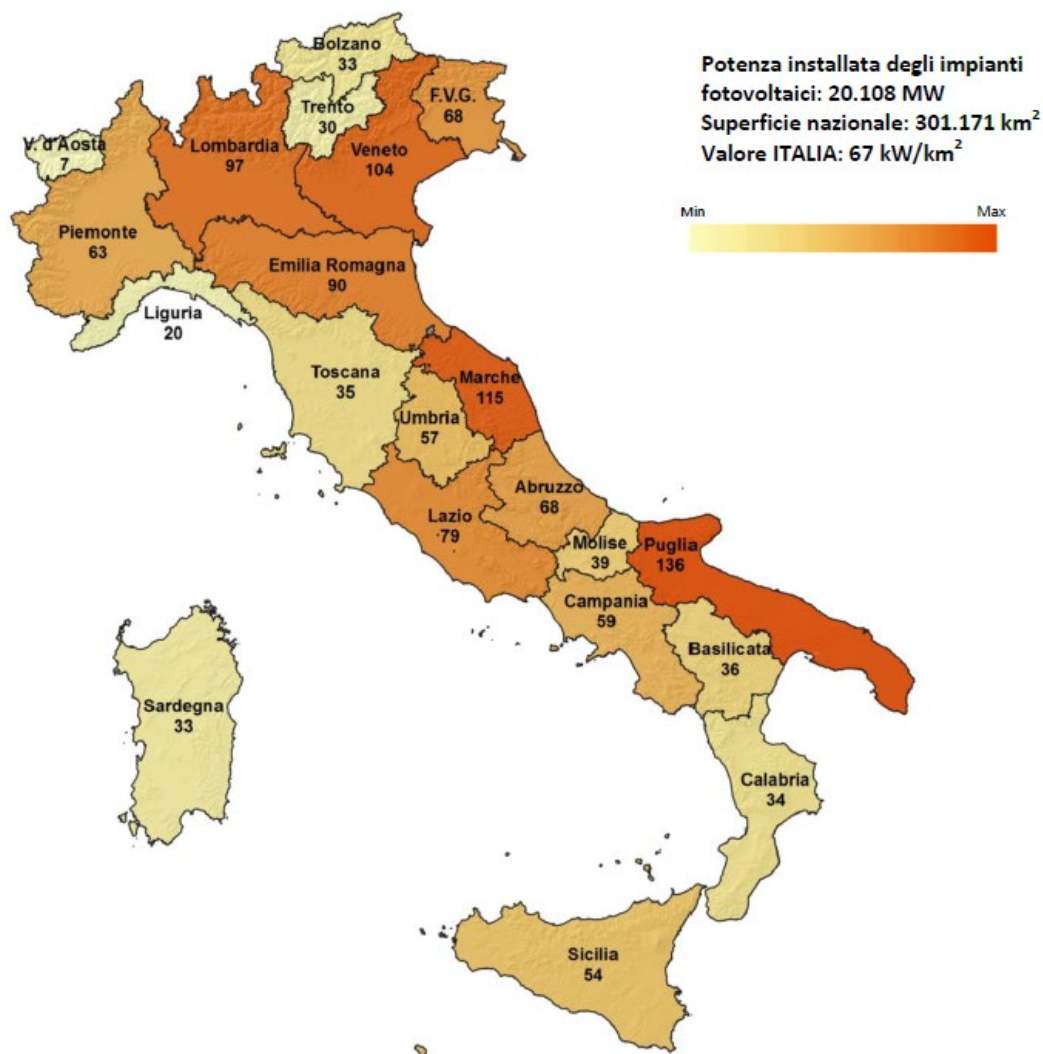 Potenza installata degli impianti
fotovoltaici: 20.108 MW
Superficie nazionale: 301.171 km²
Valore ITALIA: 67 kW/km²
Min Max
Bolzano
33
Trento
30
F.V.G.
68
V. d'Aosta
7
Lombardia
97
Veneto
104
Piemonte
63
Emilia Romagna
90
Liguria
20
Toscana
35
Marche
115
Umbria
57
Abruzzo
68
Lazio
79
Molise
39
Puglia
136
Campania
59
Basilicata
36
Sardegna
33
Calabria
34
Sicilia
54